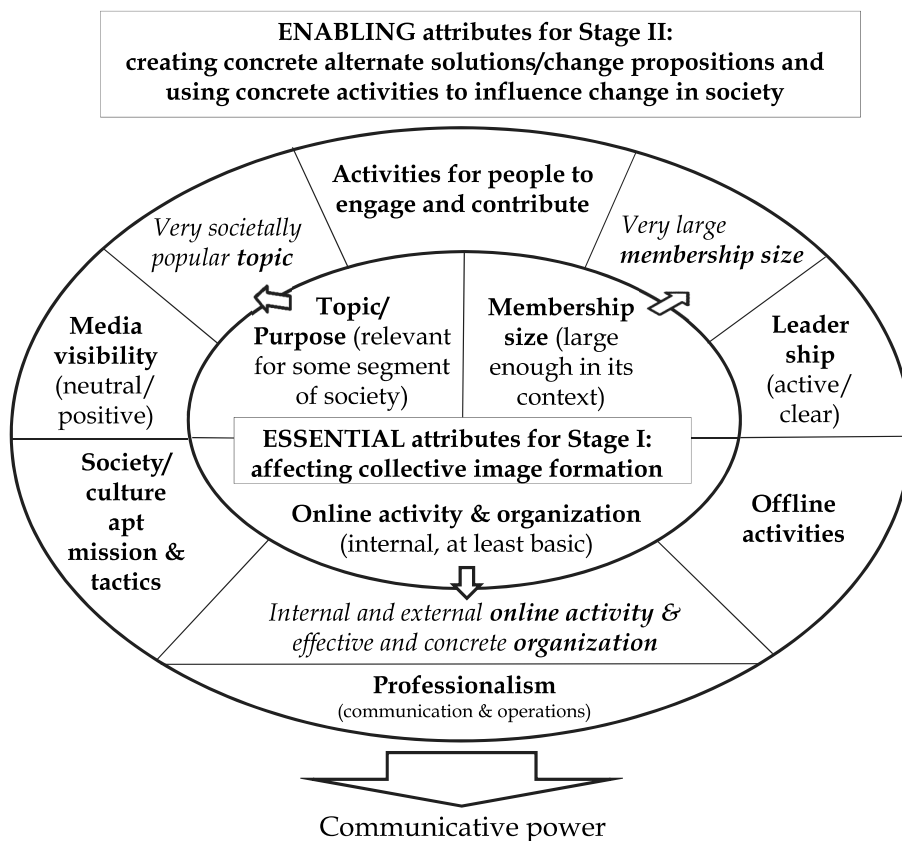 ENABLING attributes for Stage II:
creating concrete alternate solutions/change propositions and
using concrete activities to influence change in society
Activities for people to
engage and contribute
Very societally
popular topic
Very large
membership size
Media
visibility
(neutral/
positive)
Topic/
Purpose (relevant
for some segment
of society)
Membership
size (large
enough in its
context)
Leader
ship
(active/
clear)
ESSENTIAL attributes for Stage I:
affecting collective image formation
Society/
culture
apt
mission &
tactics
Online activity & organization
(internal, at least basic)
Offline
activities
Internal and external online activity &
effective and concrete organization
Professionalism
(communication & operations)
Communicative power